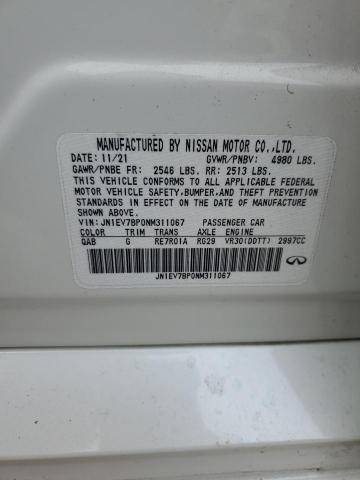 MANUFACTURED BY NISSAN MOTOR CO.,LTD.
DATE: 11/21 GVWR/PNBV: 4980 LBS.
GAWR/PNBE FR: 2546 LBS. RR: 2513 LBS.
THIS VEHICLE CONFORMS TO ALL APPLICABLE FEDERAL
MOTOR VEHICLE SAFETY,BUMPER,AND THEFT PREVENTION
STANDARDS IN EFFECT ON THE DATE OF MANUFACTURE
SHOWN ABOVE.
VIN: JN1EV7BP0NM311067 PASSENGER CAR
COLOR TRIM TRANS AXLE ENGINE
QAB G RE7R01A RG29 VR30(DDTT) 2997CC
JN1EV7BP0NM311067